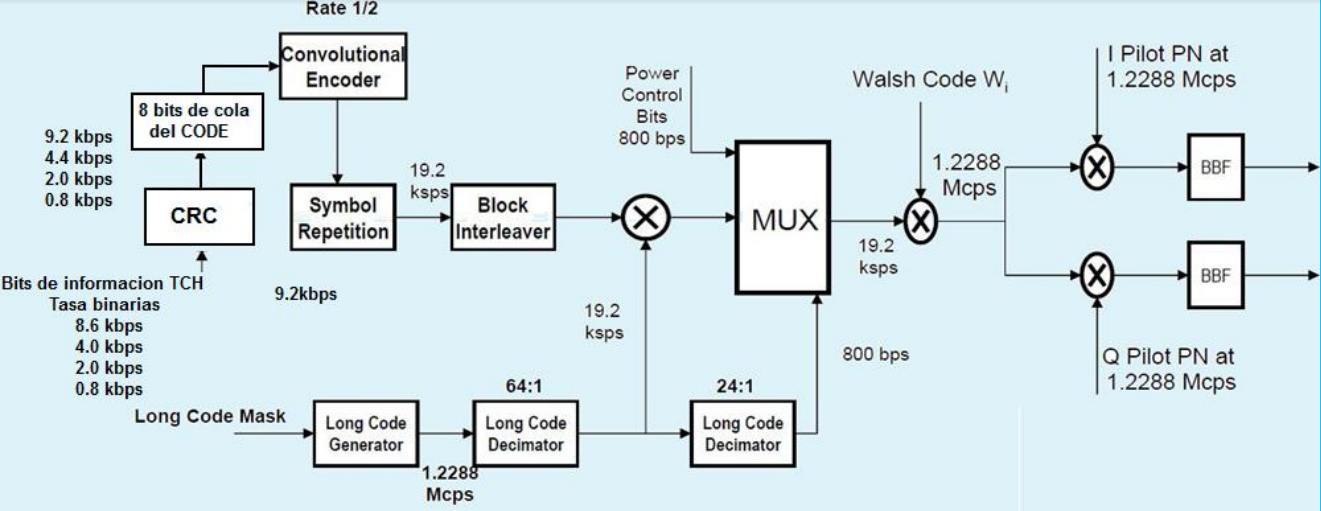 Rate 1/2
Convolutional
Encoder
8 bits de cola
del CODE
9.2 kbps
4.4 kbps
2.0 kbps
0.8 kbps
CRC
Bits de informacion TCH
Tasa binarias
8.6 kbps
4.0 kbps
2.0 kbps
0.8 kbps
Symbol
Repetition
9.2kbps
19.2
ksps
Block
Interleaver
X
19.2
ksps
Power
Control
Bits
800 bps
MUX
19.2
ksps
800 bps
Walsh Code Wi
X
1.2288
Mcps
I Pilot PN at
1.2288 Mcps
X
BBF
X
BBF
Q Pilot PN at
1.2288 Mcps
Long Code Mask
Long Code
Generator
1.2288
Mcps
64:1
Long Code
Decimator
24:1
Long Code
Decimator